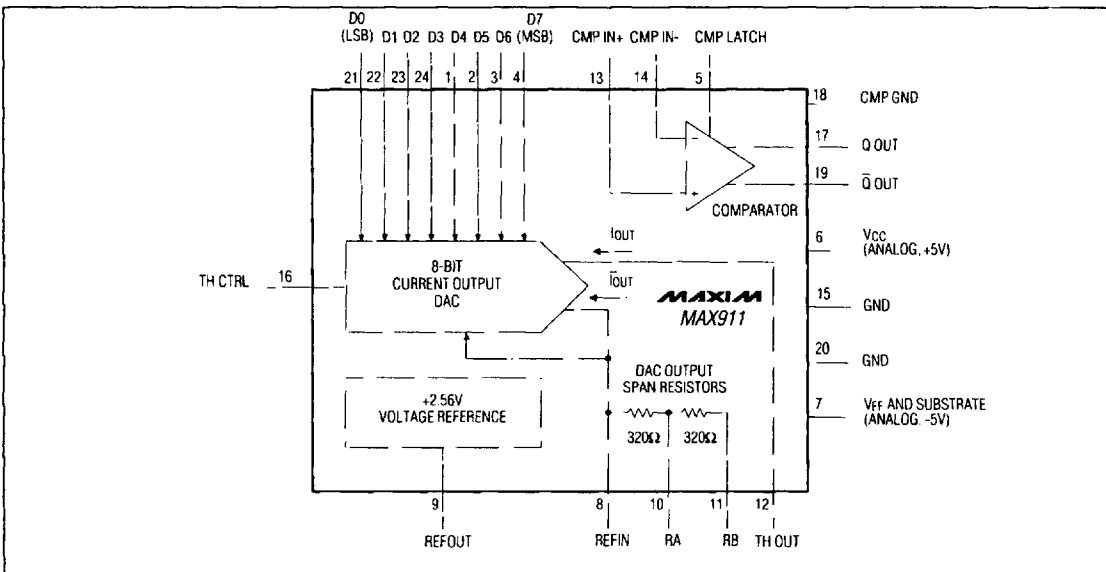 D0 (LSB) D1 D2 D3 D4 D5 D6 D7 (MSB) CMP IN+ CMP IN- CMP LATCH
21 22 23 24 1 2 3 4 13 14 5
18 CMP GND
17 Q OUT
19 Q̅ OUT
- +
COMPARATOR
6 VCC
(ANALOG, +5V)
IOUT
8-BIT
CURRENT OUTPUT
DAC
TH CTRL 16
I̅OUT
MAXIM
MAX911
15 GND
20 GND
DAC OUTPUT
SPAN RESISTORS
+2.56V
VOLTAGE REFERENCE
320Ω 320Ω
7 VEE AND SUBSTRATE
(ANALOG. -5V)
9 8 10 11 12
REFOUT REFIN RA RB TH OUT